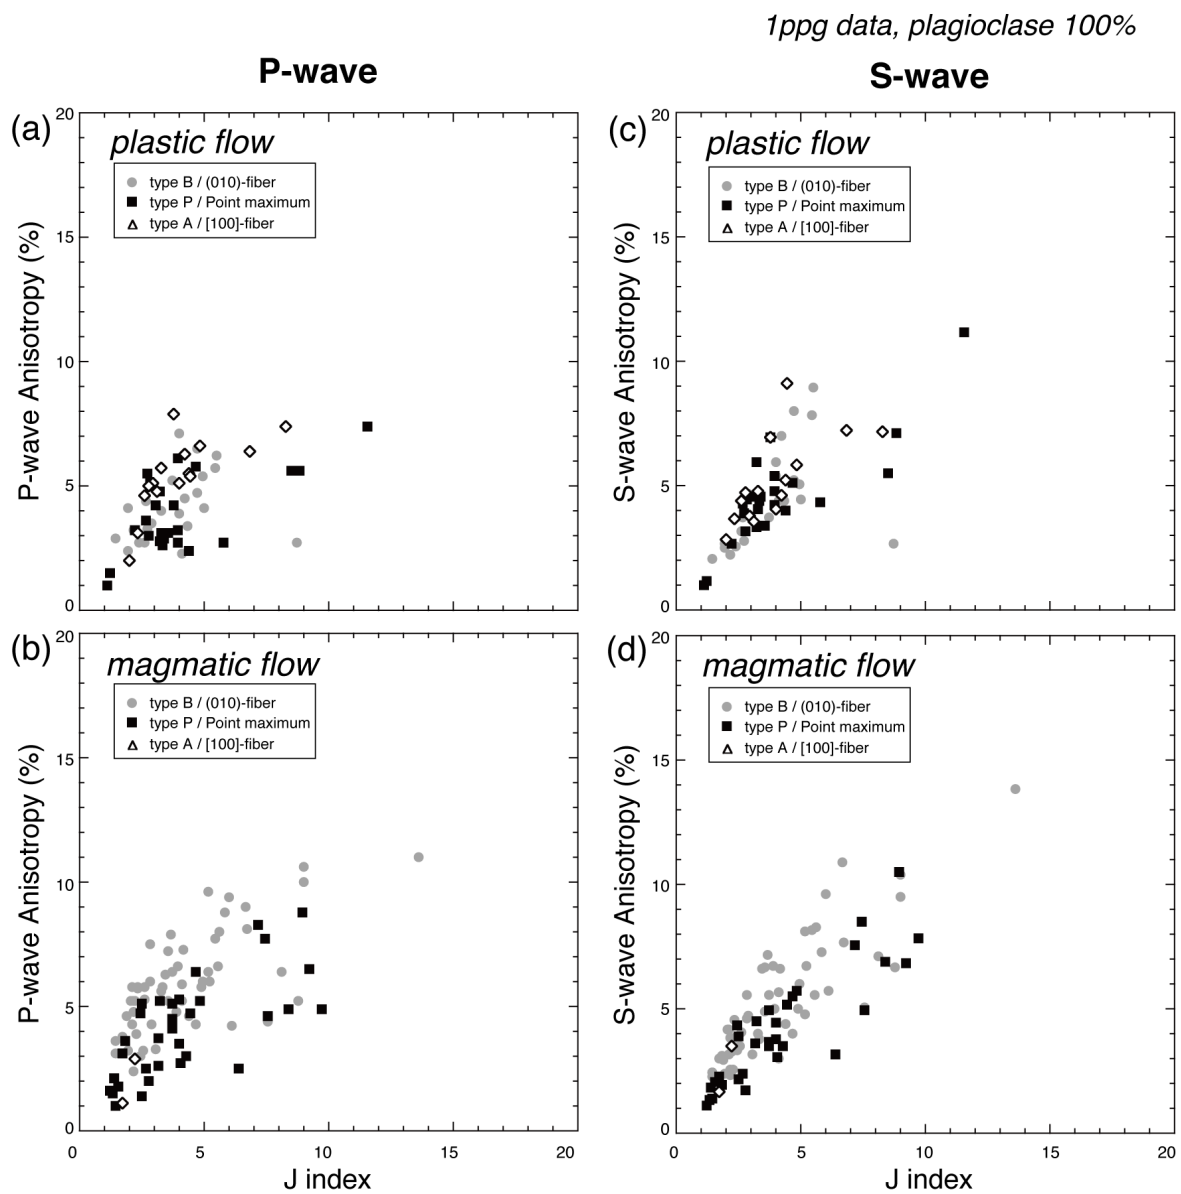 1ppg data, plagioclase 100%
P-wave
S-wave
(a)
plastic flow
type B / (010)-fiber
type P / Point maximum
type A / [100]-fiber
P-wave Anisotropy (%)
20
15
10
5
0
(c)
plastic flow
type B / (010)-fiber
type P / Point maximum
type A / [100]-fiber
S-wave Anisotropy (%)
20
15
10
5
0
(b)
magmatic flow
type B / (010)-fiber
type P / Point maximum
type A / [100]-fiber
P-wave Anisotropy (%)
20
15
10
5
0
0 5 10 15 20
J index
(d)
magmatic flow
type B / (010)-fiber
type P / Point maximum
type A / [100]-fiber
S-wave Anisotropy (%)
20
15
10
5
0
0 5 10 15 20
J index